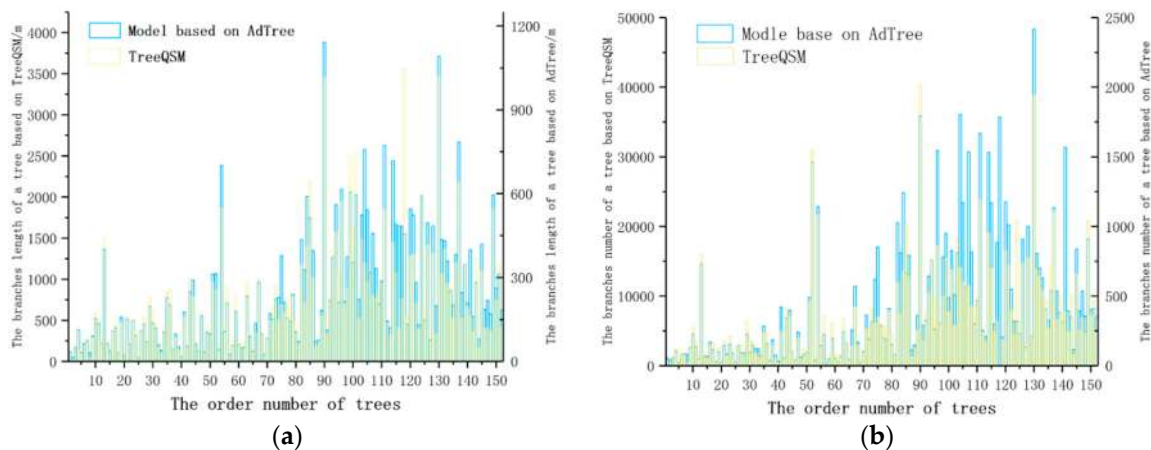 The branches length of a tree based on TreeQSM/m
4000
3500
3000
2500
2000
1500
1000
500
0
Model based on AdTree
TreeQSM
1200
900
600
300
0
The branches length of a tree based on AdTree/m
10 20 30 40 50 60 70 80 90 100 110 120 130 140 150
The order number of trees
(a)
The branches number of a tree based on TreeQSM
50000
40000
30000
20000
10000
0
Modle base on AdTree
TreeQSM
2500
2000
1500
1000
500
0
The branches number of a tree based on AdTree
10 20 30 40 50 60 70 80 90 100 110 120 130 140 150
The order number of trees
(b)